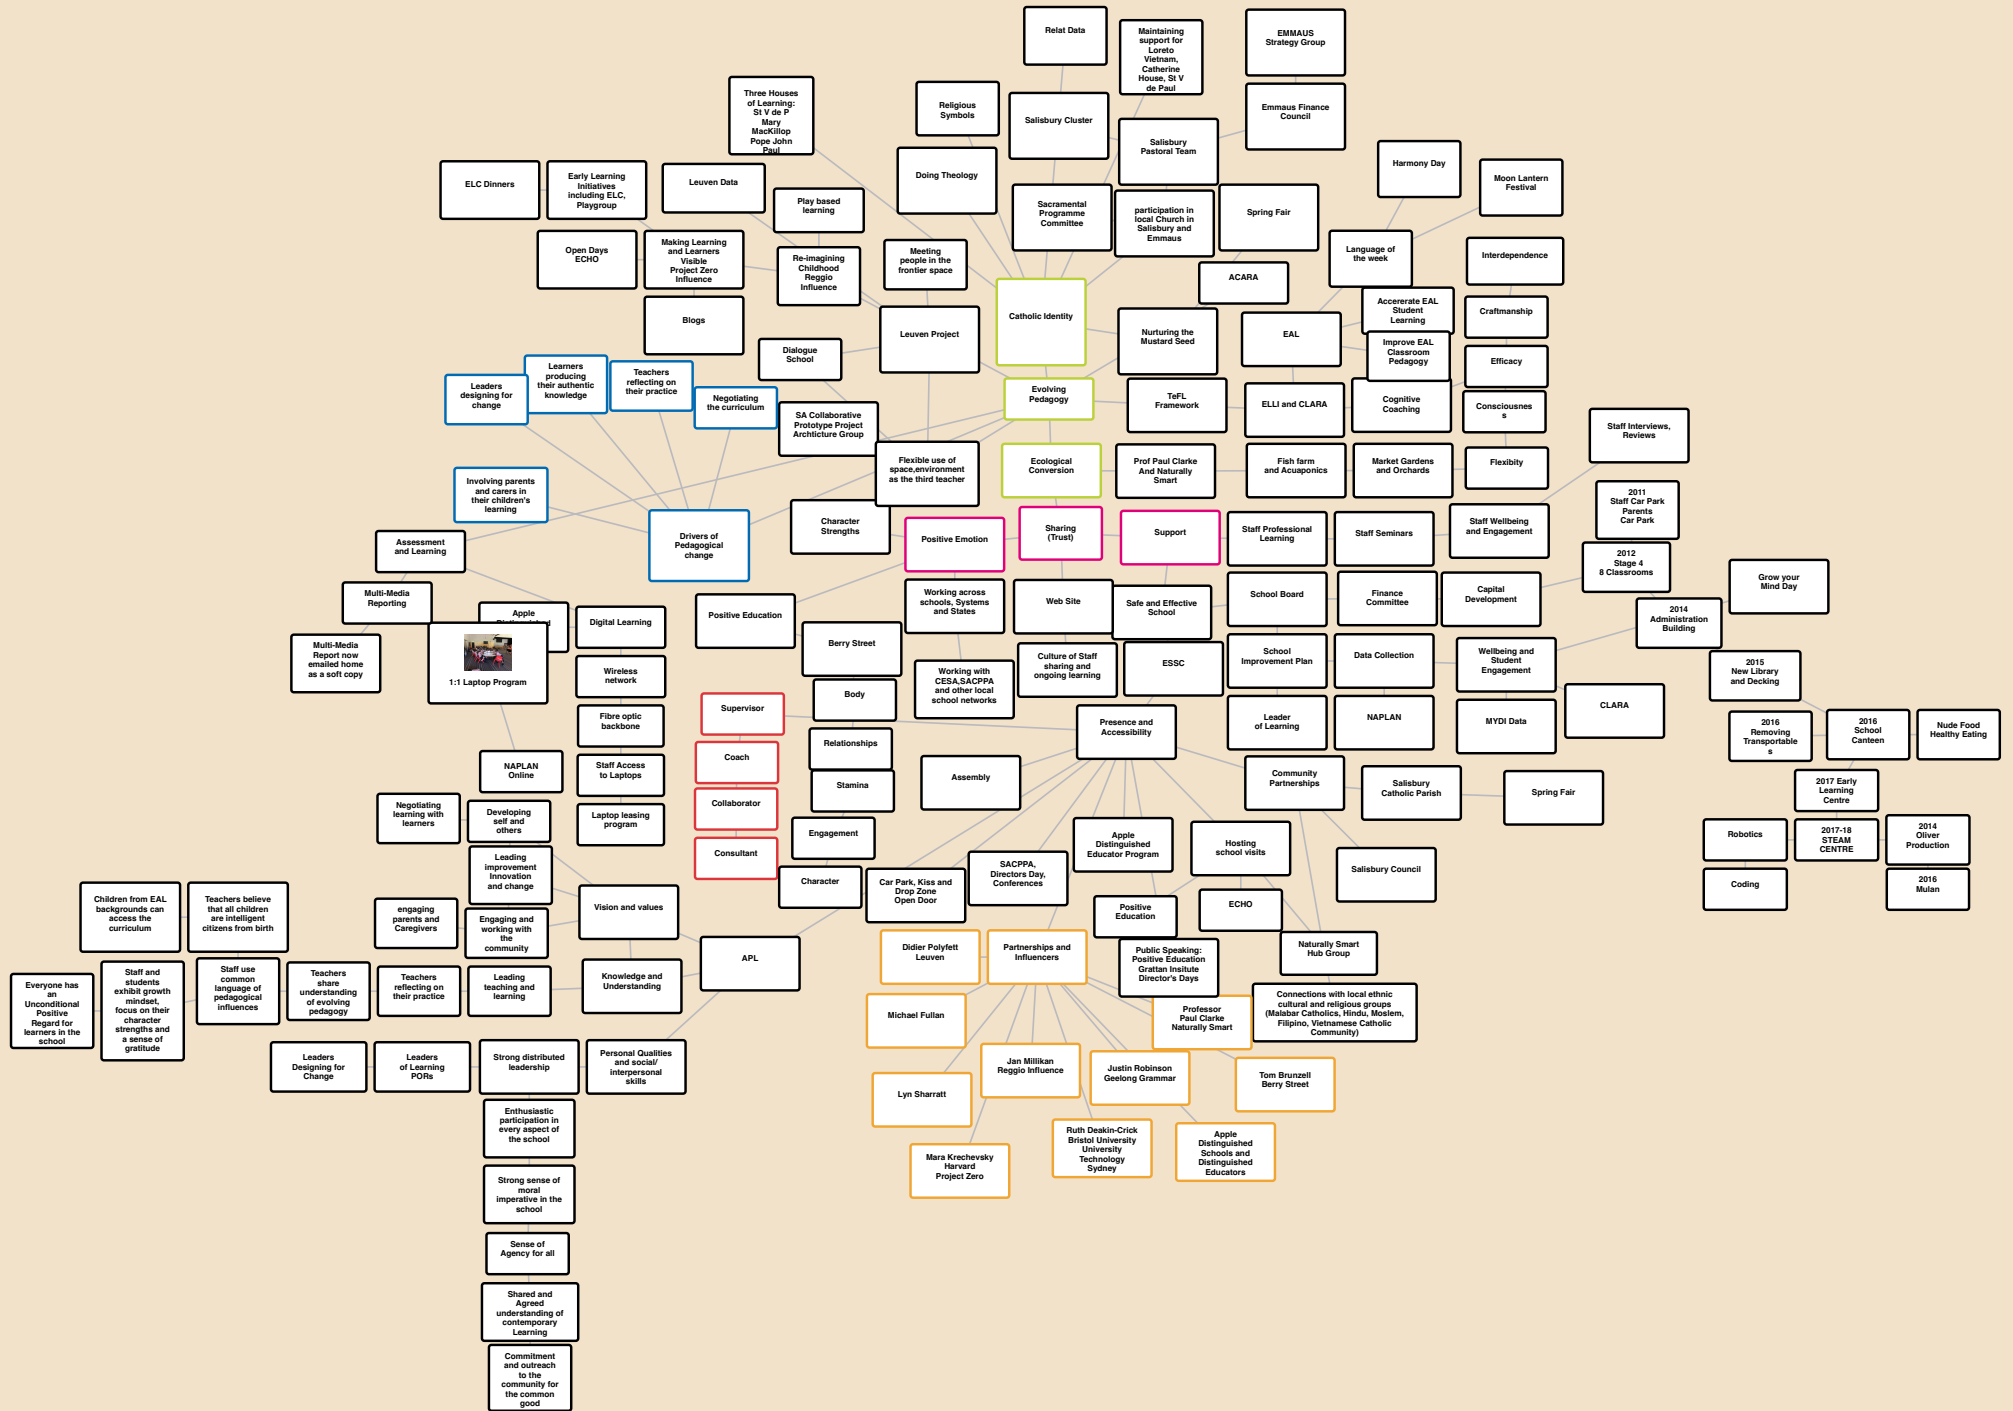 Relat Data
Maintaining
support for
Loreto
Vietnam,
Catherine
House, St V
de Paul
EMMAUS
Strategy Group
Three Houses
of Learning:
St V de P
Mary
MacKillop
Pope John
Paul
Religious
Symbols
Salisbury Cluster
Emmaus Finance
Council
Salisbury
Pastoral Team
Harmony Day
Moon Lantern
Festival
ELC Dinners
Early Learning
Initiatives
including ELC,
Playgroup
Leuven Data
Play based
learning
Doing Theology
Sacramental
Programme
Committee
participation in
local Church in
Salisbury and
Emmaus
Spring Fair
Open Days
ECHO
Making Learning
and Learners
Visible
Project Zero
Influence
Re-imagining
Childhood
Reggio
Influence
Meeting
people in the
frontier space
Language of
the week
Interdependence
ACARA
Blogs
Leuven Project
Catholic Identity
Nurturing the
Mustard Seed
EAL
Accererate EAL
Student
Learning
Craftmanship
Improve EAL
Classroom
Pedagogy
Efficacy
Dialogue
School
Leaders
designing for
change
Learners
producing
their authentic
knowledge
Teachers
reflecting on
their practice
Negotiating
the curriculum
Evolving
Pedagogy
TeFL
Framework
ELLI and CLARA
Cognitive
Coaching
Consciousnes
s
SA Collaborative
Prototype Project
Archticture Group
Staff Interviews,
Reviews
Flexible use of
space,environment
as the third teacher
Ecological
Conversion
Prof Paul Clarke
And Naturally
Smart
Fish farm
and Acuaponics
Market Gardens
and Orchards
Flexibity
Involving parents
and carers in
their children's
learning
2011
Staff Car Park
Parents
Car Park
Assessment
and Learning
Drivers of
Pedagogical
change
Character
Strengths
Positive Emotion
Sharing
(Trust)
Support
Staff Professional
Learning
Staff Seminars
Staff Wellbeing
and Engagement
2012
Stage 4
8 Classrooms
Grow your
Mind Day
Multi-Media
Reporting
Apple
Digital Learning
Positive Education
Working across
schools, Systems
and States
Web Site
Safe and Effective
School
School Board
Finance
Committee
Capital
Development
2014
Administration
Building
Multi-Media
Report now
emailed home
as a soft copy
1:1 Laptop Program
Wireless
network
Berry Street
Working with
CESA,SACPPA
and other local
school networks
Culture of Staff
sharing and
ongoing learning
ESSC
School
Improvement Plan
Data Collection
Wellbeing and
Student
Engagement
2015
New Library
and Decking
Fibre optic
backbone
Supervisor
Body
Presence and
Accessibility
Leader
of Learning
NAPLAN
MYDI Data
CLARA
2016
Removing
Transportable
s
2016
School
Canteen
Nude Food
Healthy Eating
NAPLAN
Online
Staff Access
to Laptops
Coach
Relationships
Stamina
Assembly
Community
Partnerships
Salisbury
Catholic Parish
Spring Fair
2017 Early
Learning
Centre
Negotiating
learning with
learners
Developing
self and
others
Laptop leasing
program
Collaborator
Engagement
Apple
Distinguished
Educator Program
Hosting
school visits
Robotics
2017-18
STEAM
CENTRE
2014
Oliver
Production
Leading
improvement
Innovation
and change
Consultant
Character
Car Park, Kiss and
Drop Zone
Open Door
SACPPA,
Directors Day,
Conferences
Salisbury Council
Coding
2016
Mulan
Children from EAL
backgrounds can
access the
curriculum
Teachers believe
that all children
are intelligent
citizens from birth
engaging
parents and
Caregivers
Engaging and
working with
the
community
Vision and values
Positive
Education
ECHO
APL
Didier Polyfett
Leuven
Partnerships and
Influencers
Public Speaking:
Positive Education
Grattan Insitute
Director's Days
Naturally Smart
Hub Group
Everyone has
an
Unconditional
Positive
Regard for
learners in the
school
Staff and
students
exhibit growth
mindset,
focus on their
character
strengths and
a sense of
gratitude
Staff use
common
language of
pedagogical
influences
Teachers
share
understanding
of evolving
pedagogy
Teachers
reflecting on
their practice
Leading
teaching and
learning
Knowledge and
Understanding
Michael Fullan
Professor
Paul Clarke
Naturally Smart
Connections with local ethnic
cultural and religious groups
(Malabar Catholics, Hindu, Moslem,
Filipino, Vietnamese Catholic
Community)
Leaders
Designing for
Change
Leaders
of Learning
PORs
Strong distributed
leadership
Personal Qualities
and social/
interpersonal
skills
Lyn Sharratt
Jan Millikan
Reggio Influence
Justin Robinson
Geelong Grammar
Tom Brunzell
Berry Street
Enthusiastic
participation in
every aspect of
the school
Mara Krechevsky
Harvard
Project Zero
Ruth Deakin-Crick
Bristol University
University
Technology
Sydney
Apple
Distinguished
Schools and
Distinguished
Educators
Strong sense of
moral
imperative in the
school
Sense of
Agency for all
Shared and
Agreed
understanding of
contemporary
Learning
Commitment
and outreach
to the
community for
the common
good